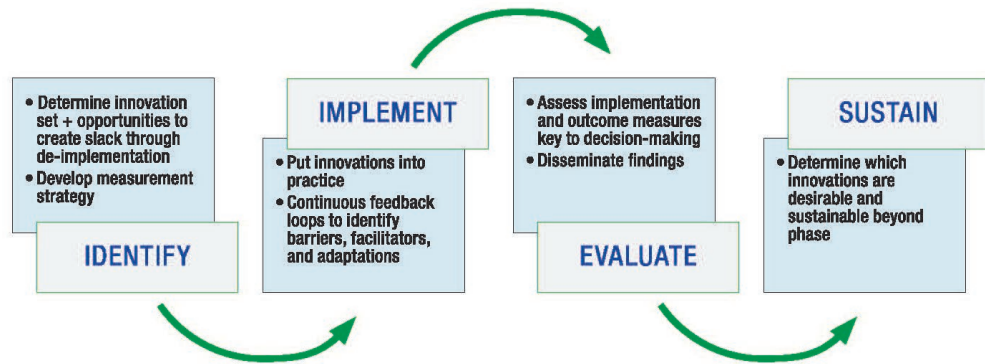 • Determine innovation
set + opportunities to
create slack through
de-implementation
• Develop measurement
strategy
IDENTIFY
IMPLEMENT
• Put innovations into
practice
• Continuous feedback
loops to identify
barriers, facilitators,
and adaptations
• Assess implementation
and outcome measures
key to decision-making
• Disseminate findings
EVALUATE
SUSTAIN
• Determine which
innovations are
desirable and
sustainable beyond
phase